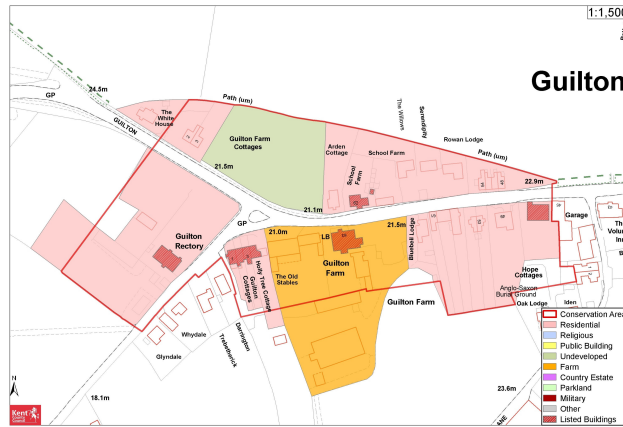 1:1,500
Guilton
24.5m
GP
Path (um)
The
White
House
GUILTON
Guilton Farm
Cottages
21.5m
The Willows
Serendipity
Rowan Lodge
Arden
Cottage
School Farm
School
Farm
Path (um)
22.9m
21.1m
GP
21.0m
LB
21.5m
Bluebell Lodge
Garage
The
Guilton
Rectory
Holly Tree Cottage
Guilton
Cottages
The Old
Stables
Guilton
Farm
Guilton Farm
Hope
Cottages
Anglo-Saxon
Burial Ground
Oak Lodge
Iden
Whydale
Glyndale
Darrington
Trebetherick
18.1m
23.6m
ANE
N
Kent
County
Council
Conservation Area
Residential
Religious
Public Building
Undeveloped
Farm
Country Estate
Parkland
Military
Other
Listed Buildings